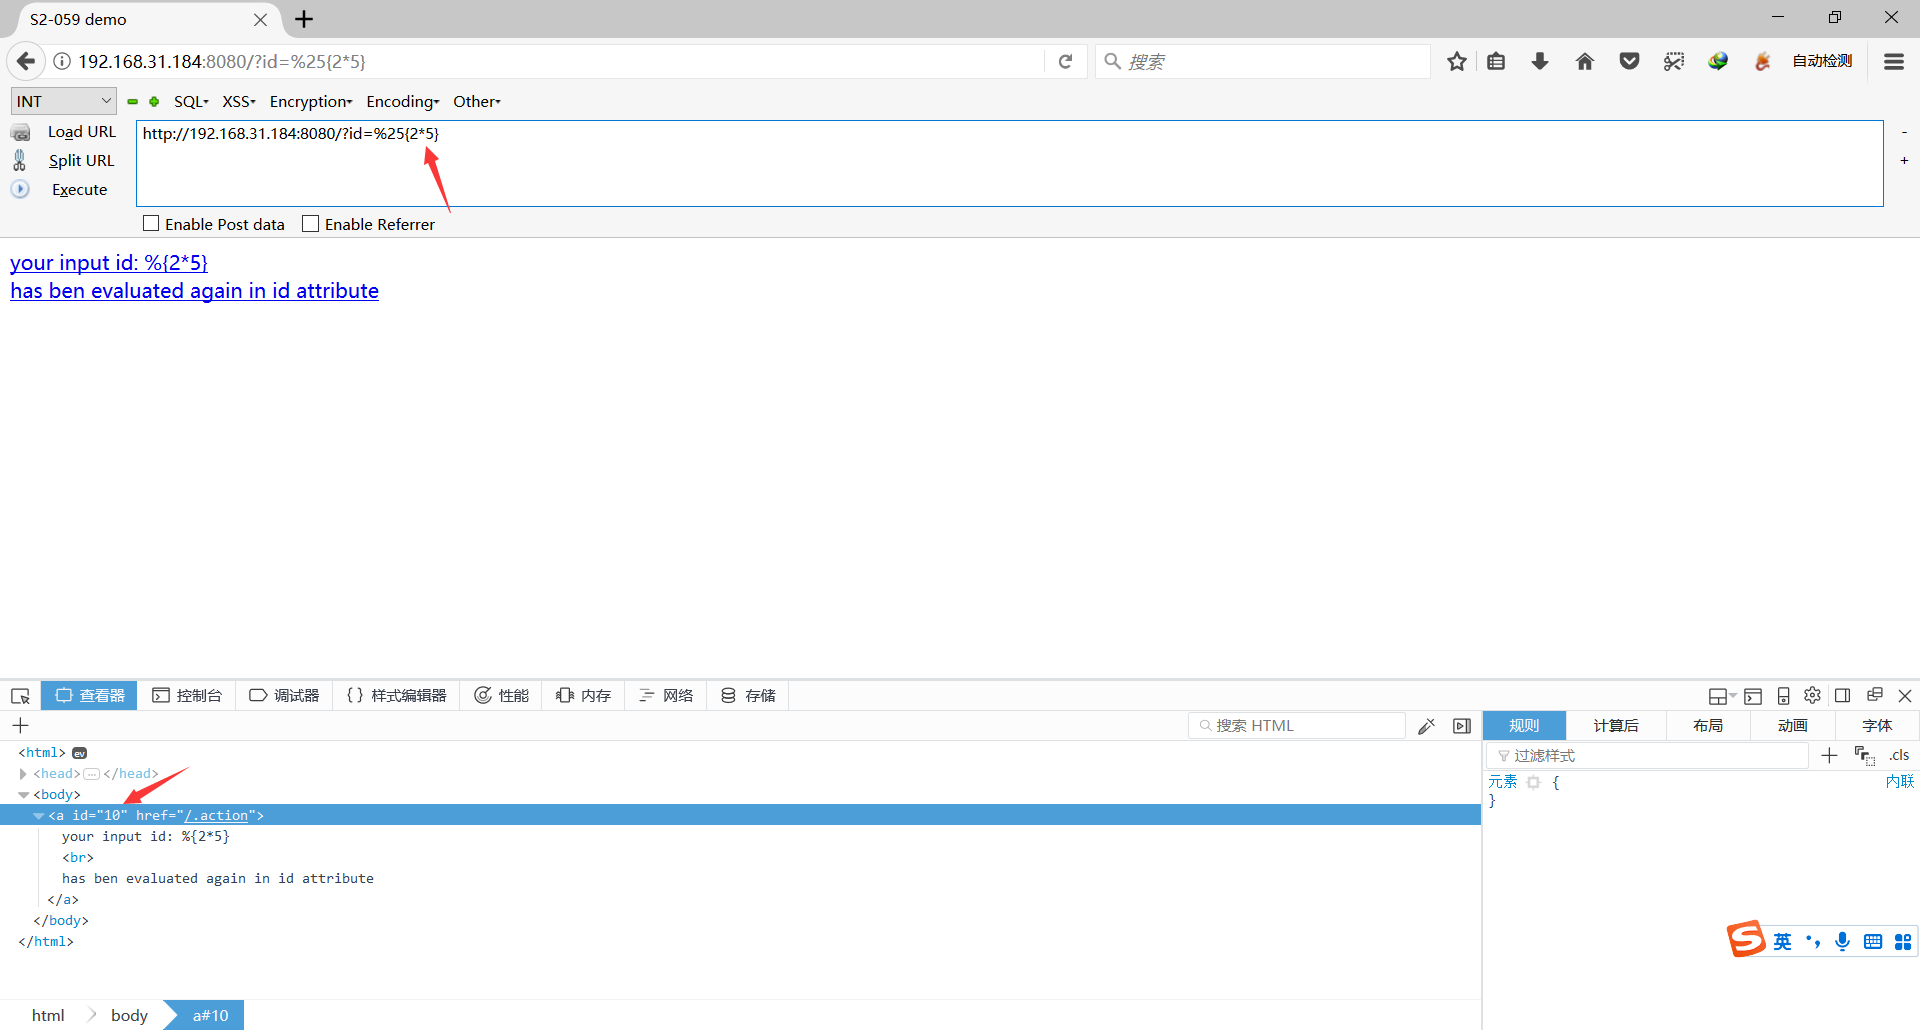 S2-059 demo
192.168.31.184:8080/?id=%25{2*5}
搜索
自动检测
INT
SQL
XSS
Encryption
Encoding
Other
Load URL
http://192.168.31.184:8080/?id=%25{2*5}
-
Split URL
+
Execute
Enable Post data
Enable Referrer
your input id: %{2*5}
has ben evaluated again in id attribute
查看器
控制台
调试器
{ } 样式编辑器
性能
内存
网络
存储
搜索 HTML
规则
计算后
布局
动画
字体
<html> ev
<head>…</head>
<body>
<a id="10" href="/.action">
your input id: %{2*5}
<br>
has ben evaluated again in id attribute
</a>
</body>
</html>
过滤样式
.cls
元素 {
内联
}
S 英
html
body
a#10